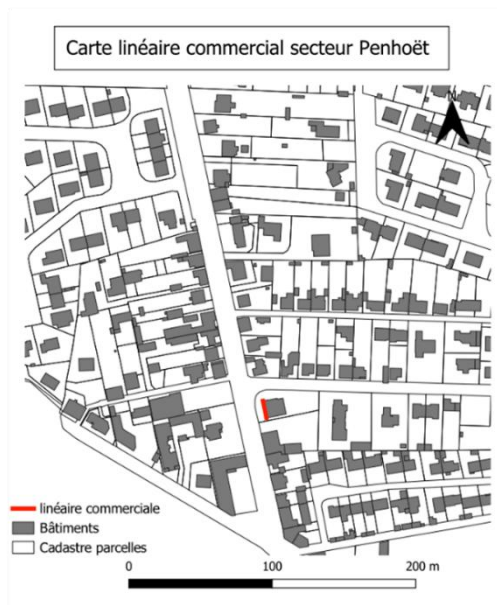 Carte linéaire commercial secteur Penhoët
N
linéaire commerciale
Bâtiments
Cadastre parcelles
0 100 200 m